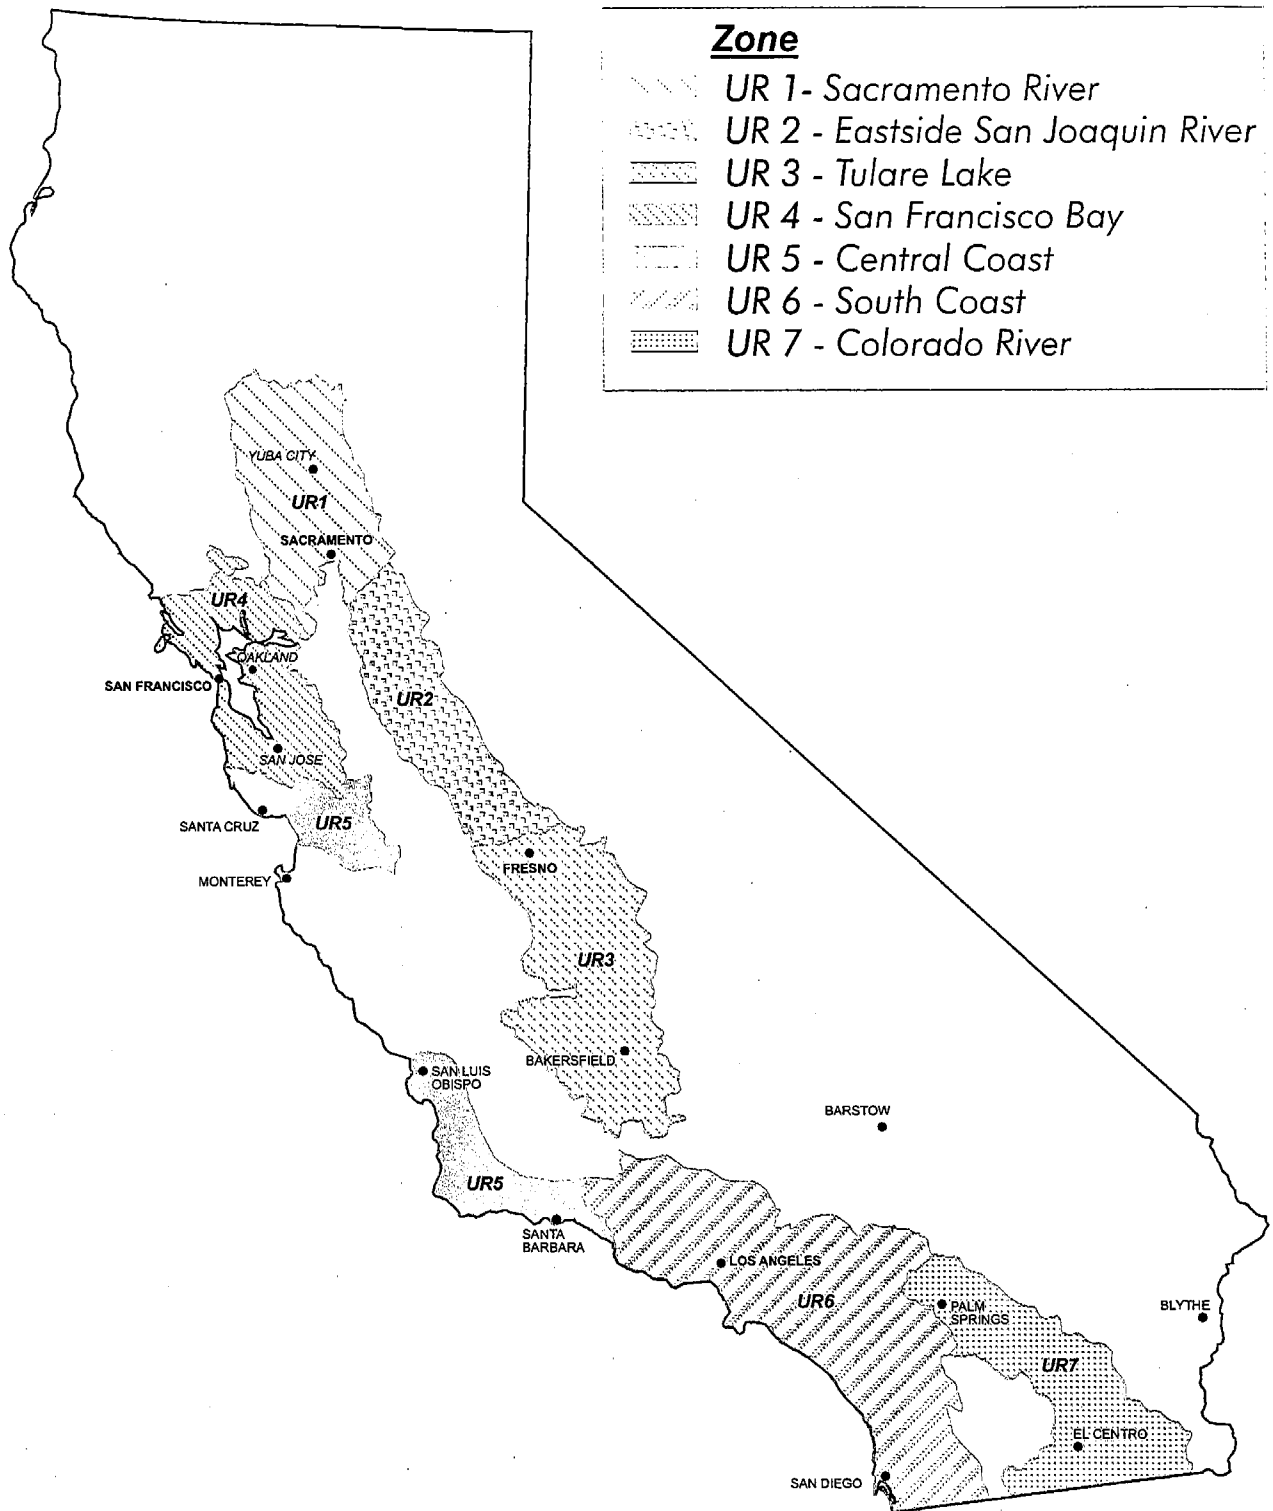 Zone
UR 1- Sacramento River
UR 2 - Eastside San Joaquin River
UR 3 - Tulare Lake
UR 4 - San Francisco Bay
UR 5 - Central Coast
UR 6 - South Coast
UR 7 - Colorado River
YUBA CITY
UR1
SACRAMENTO
UR4
OAKLAND
SAN FRANCISCO
UR2
SAN JOSE
SANTA CRUZ
UR5
FRESNO
MONTEREY
UR3
BAKERSFIELD
SAN LUIS
OBISPO
BARSTOW
UR5
SANTA
BARBARA
LOS ANGELES
UR6
PALM
SPRINGS
BLYTHE
UR7
EL CENTRO
SAN DIEGO